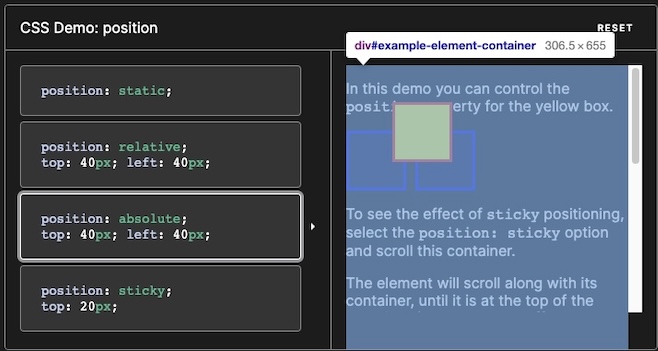 CSS Demo: position
RESET
div#example-element-container 306.5×655
position: static;
position: relative;
top: 40px; left: 40px;
position: absolute;
top: 40px; left: 40px;
position: sticky;
top: 20px;
In this demo you can control the
erty for the yellow box.
To see the effect of sticky positioning,
select the position: sticky option
and scroll this container.
The element will scroll along with its
container, until it is at the top of the